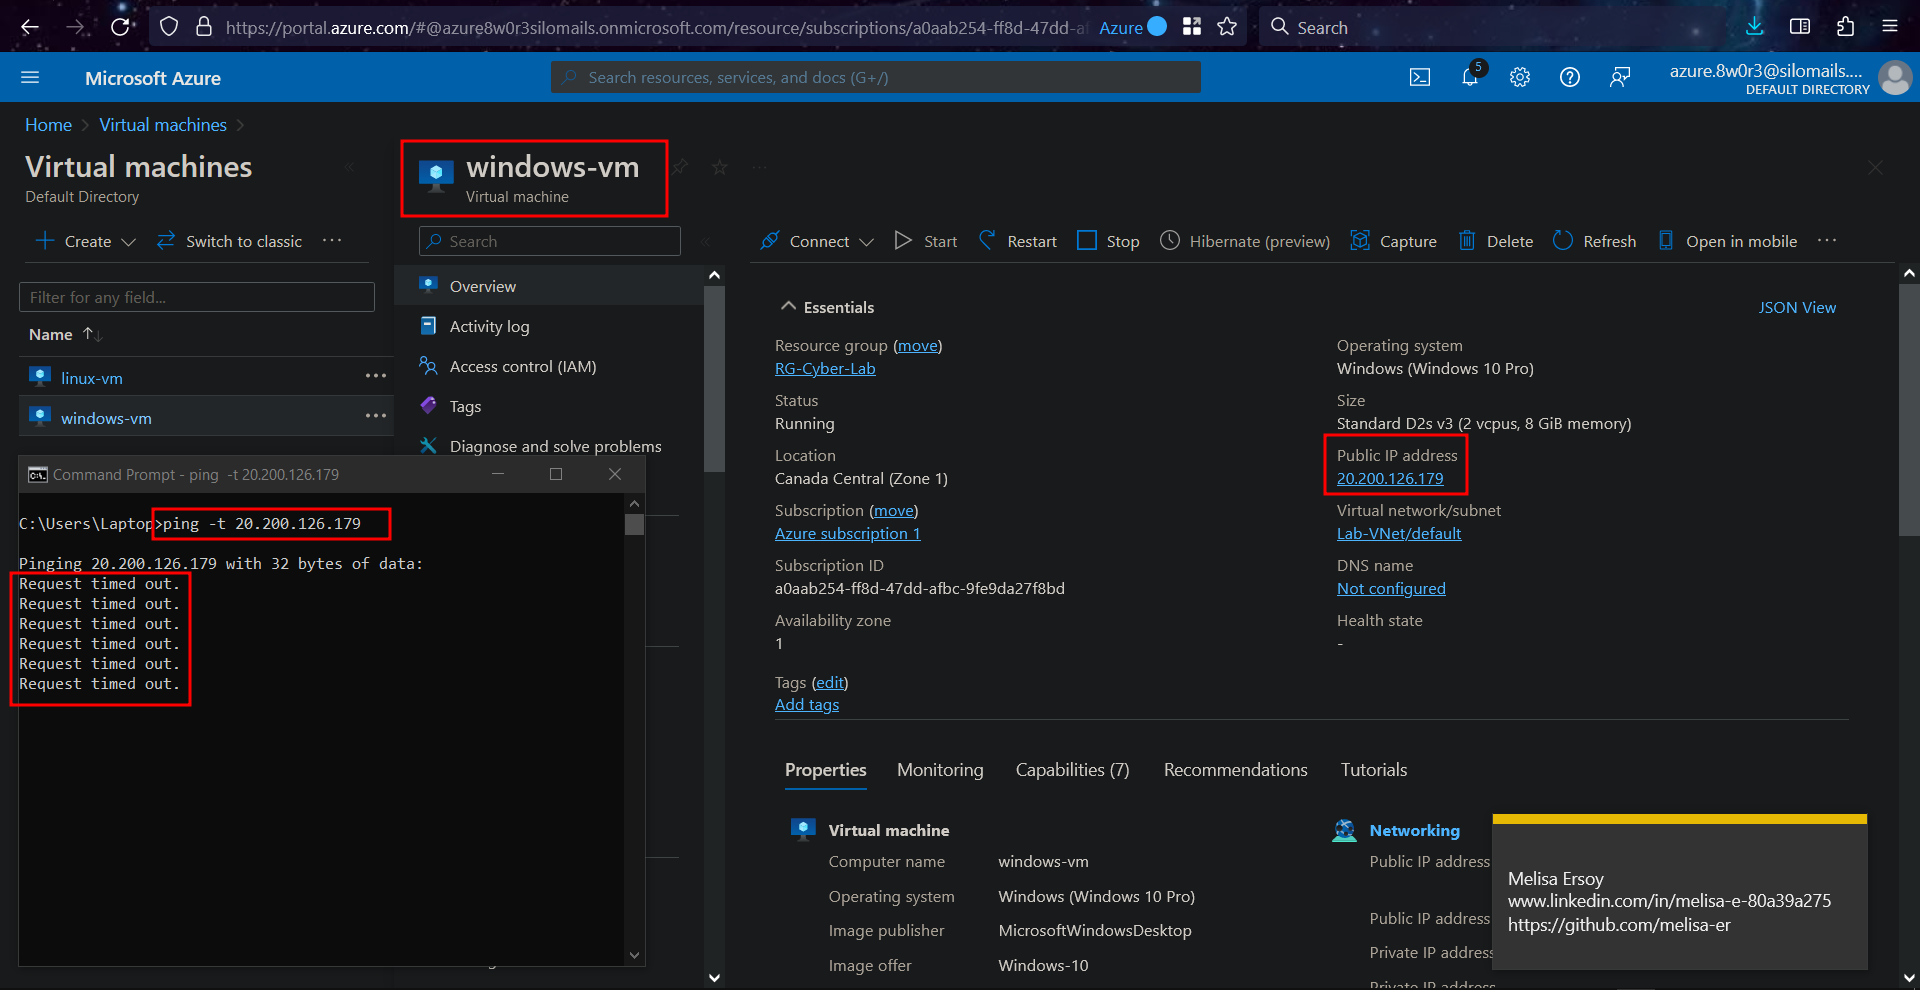 https://portal.azure.com/#@azure8w0r3silomails.onmicrosoft.com/resource/subscriptions/a0aab254-ff8d-47dd-a
Azure
Search
Microsoft Azure
Search resources, services, and docs (G+/)
5
azure.8w0r3@silomails....
DEFAULT DIRECTORY
Home > Virtual machines >
Virtual machines
Default Directory
windows-vm
Virtual machine
Create
Switch to classic
Search
Connect
Start
Restart
Stop
Hibernate (preview)
Capture
Delete
Refresh
Open in mobile
Filter for any field...
Name
linux-vm
windows-vm
Overview
Activity log
Access control (IAM)
Tags
Diagnose and solve problems
Essentials
JSON View
Resource group (move)
RG-Cyber-Lab
Status
Running
Location
Canada Central (Zone 1)
Subscription (move)
Azure subscription 1
Subscription ID
a0aab254-ff8d-47dd-afbc-9fe9da27f8bd
Availability zone
1
Tags (edit)
Add tags
Operating system
Windows (Windows 10 Pro)
Size
Standard D2s v3 (2 vcpus, 8 GiB memory)
Public IP address
20.200.126.179
Virtual network/subnet
Lab-VNet/default
DNS name
Not configured
Health state
-
Command Prompt - ping -t 20.200.126.179
C:\Users\Laptop>ping -t 20.200.126.179
Pinging 20.200.126.179 with 32 bytes of data:
Request timed out.
Request timed out.
Request timed out.
Request timed out.
Request timed out.
Request timed out.
Properties
Monitoring
Capabilities (7)
Recommendations
Tutorials
Virtual machine
Computer name windows-vm
Operating system Windows (Windows 10 Pro)
Image publisher MicrosoftWindowsDesktop
Image offer Windows-10
Networking
Public IP address
Public IP address
Private IP address
Private IP address
Melisa Ersoy
www.linkedin.com/in/melisa-e-80a39a275
https://github.com/melisa-er